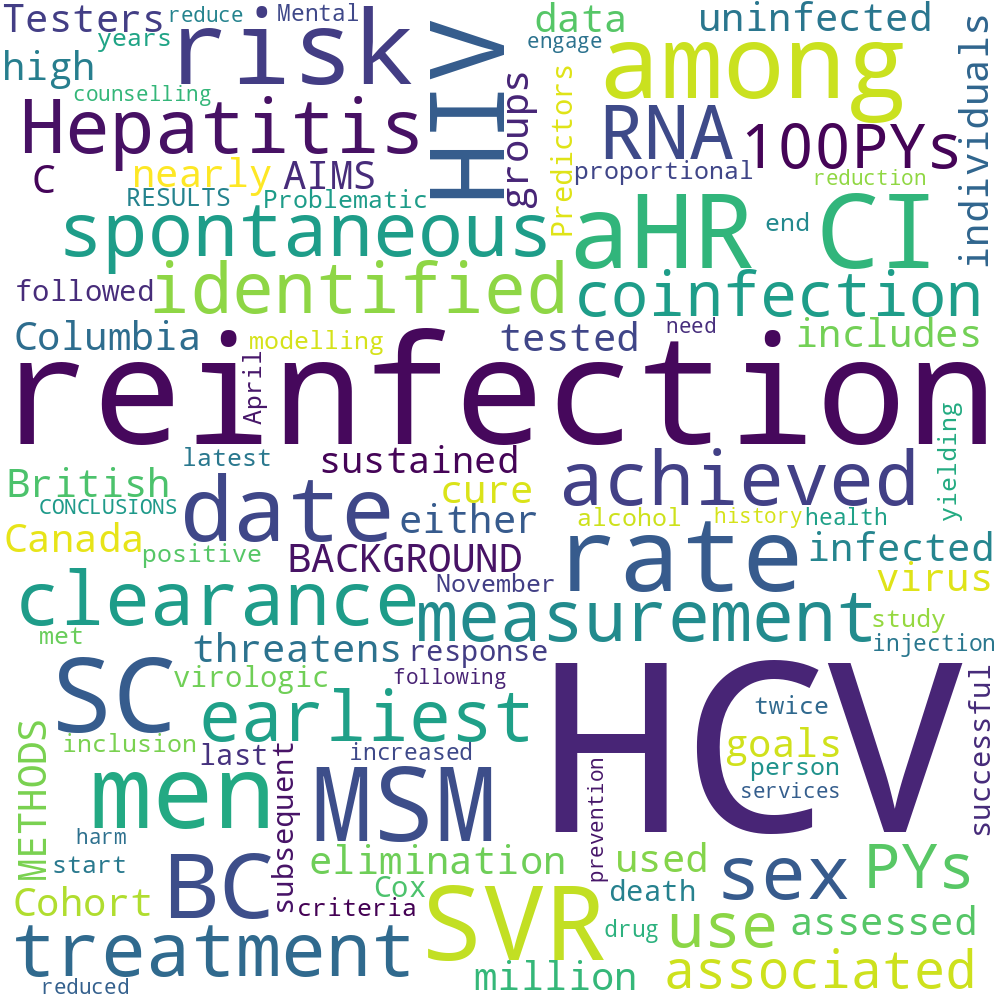 Testers
reduce
Mental
risk
HIV
data
uninfected
years
engage
among
individuals
high
counselling
groups
Predictors
Hepatitis
RNA
100PYs
C
nearly
AIMS
proportional
reduction
RESULTS
Problematic
spontaneous
aHR
end
CI
followed
identified
coinfection
Columbia
modelling
tested
need
includes
reinfection
April
latest
sustained
achieved
yielding
British
date
cure
CONCLUSIONS
either
alcohol
history
health
Canada
positive
BACKGROUND
rate
infected
November
virus
clearance
measurement
study
met
threatens
response
injection
SC
virologic
following
HCV
earliest
twice
successful
METHODS
inclusion
last
increased
goals
person
men
MSM
services
subsequent
prevention
harm
start
BC
elimination
used
sex
PYs
Cohort
Cox
death
criteria
SVR
drug
use
assessed
treatment
million
associated
reduced